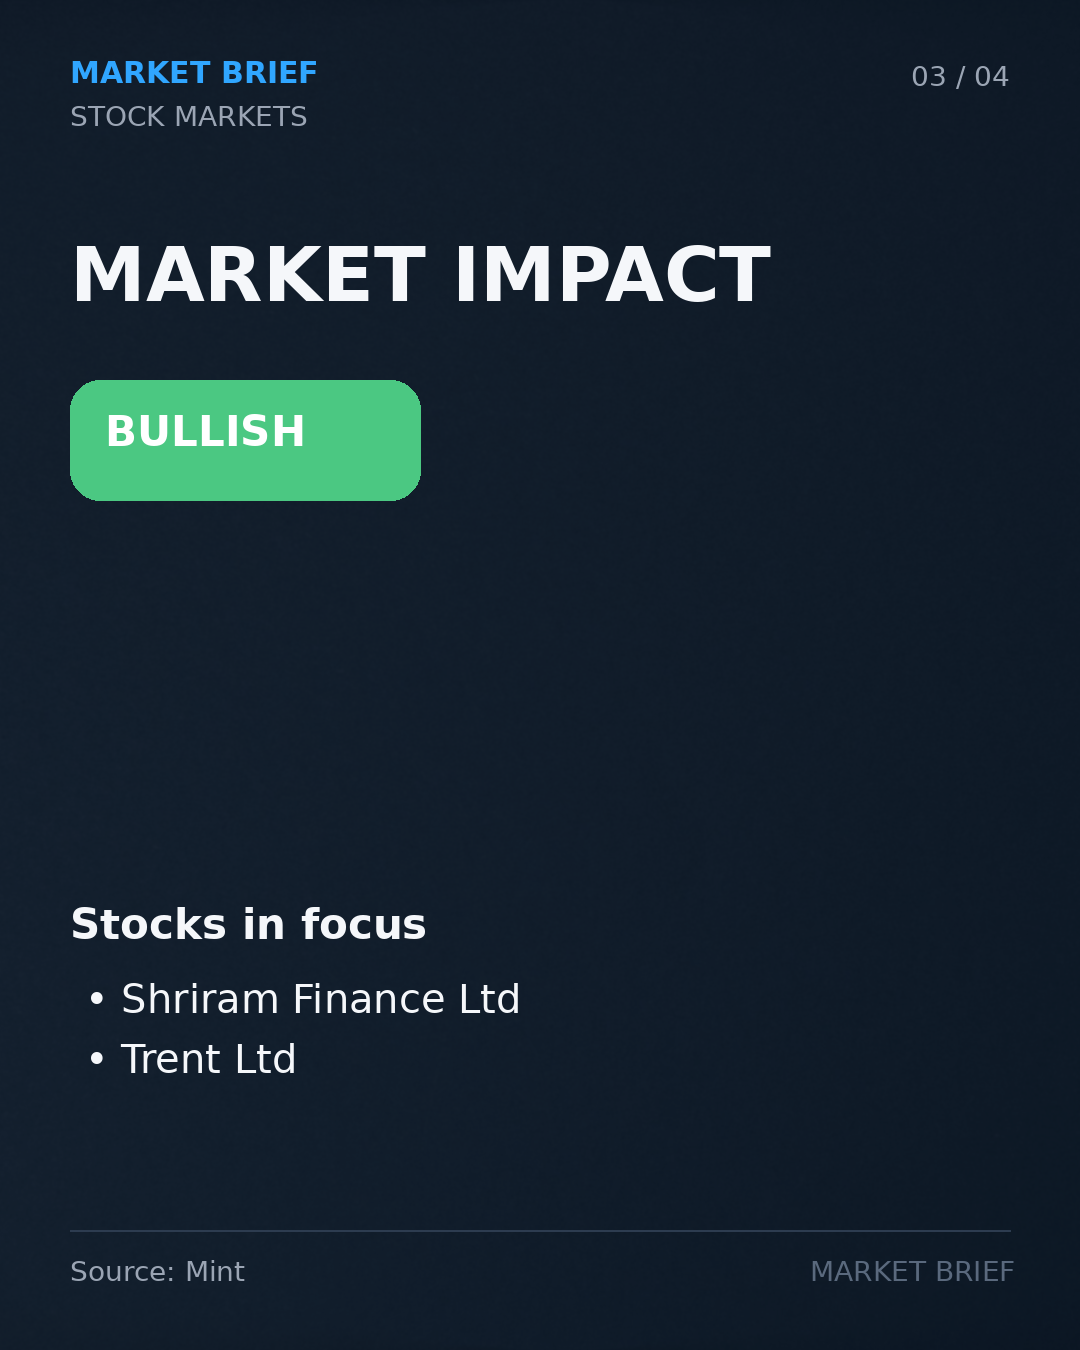 MARKET BRIEF
03 / 04
STOCK MARKETS
MARKET IMPACT
BULLISH
Stocks in focus
• Shriram Finance Ltd
• Trent Ltd
Source: Mint
MARKET BRIEF